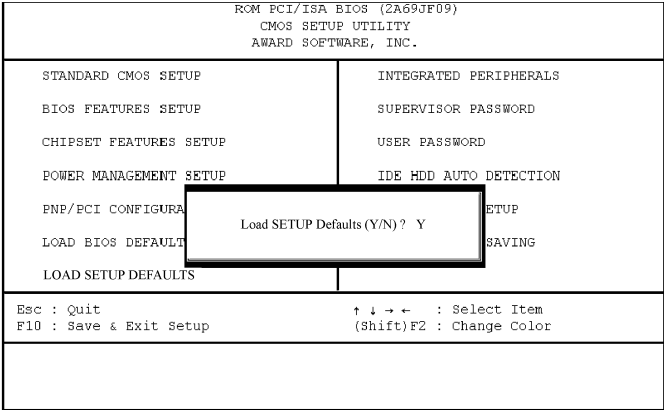 ROM PCI/ISA BIOS (2A69JF09)
CMOS SETUP UTILITY
AWARD SOFTWARE, INC.
STANDARD CMOS SETUP
BIOS FEATURES SETUP
CHIPSET FEATURES SETUP
POWER MANAGEMENT SETUP
PNP/PCI CONFIGURA
LOAD BIOS DEFAULT
LOAD SETUP DEFAULTS
INTEGRATED PERIPHERALS
SUPERVISOR PASSWORD
USER PASSWORD
IDE HDD AUTO DETECTION
ETUP
SAVING
Load SETUP Defaults (Y/N) ? Y
Esc : Quit
F10 : Save & Exit Setup
↑ ↓ → ← : Select Item
(Shift)F2 : Change Color